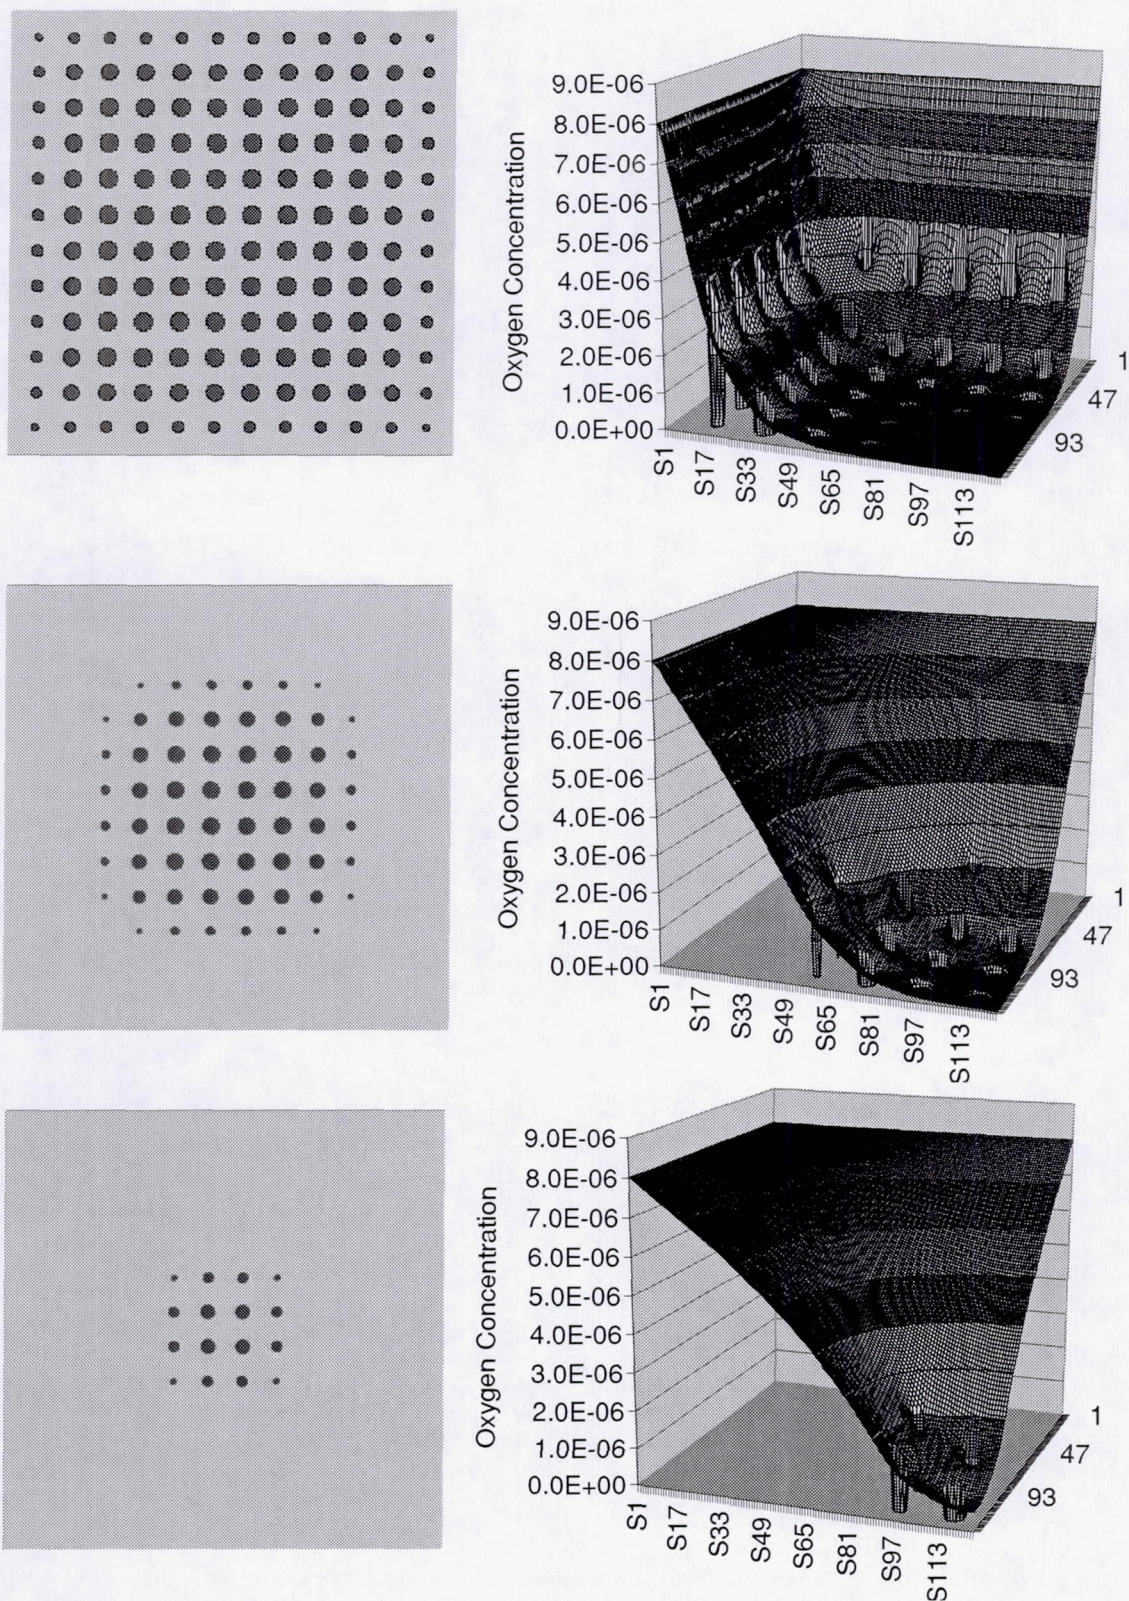 Oxygen Concentration
9.0E-06
8.0E-06
7.0E-06
6.0E-06
5.0E-06
4.0E-06
3.0E-06
2.0E-06
1.0E-06
0.0E+00
S1
S17
S33
S49
S65
S81
S97
S113
1
47
93
Oxygen Concentration
9.0E-06
8.0E-06
7.0E-06
6.0E-06
5.0E-06
4.0E-06
3.0E-06
2.0E-06
1.0E-06
0.0E+00
S1
S17
S33
S49
S65
S81
S97
S113
1
47
93
Oxygen Concentration
9.0E-06
8.0E-06
7.0E-06
6.0E-06
5.0E-06
4.0E-06
3.0E-06
2.0E-06
1.0E-06
0.0E+00
S1
S17
S33
S49
S65
S81
S97
S113
1
47
93